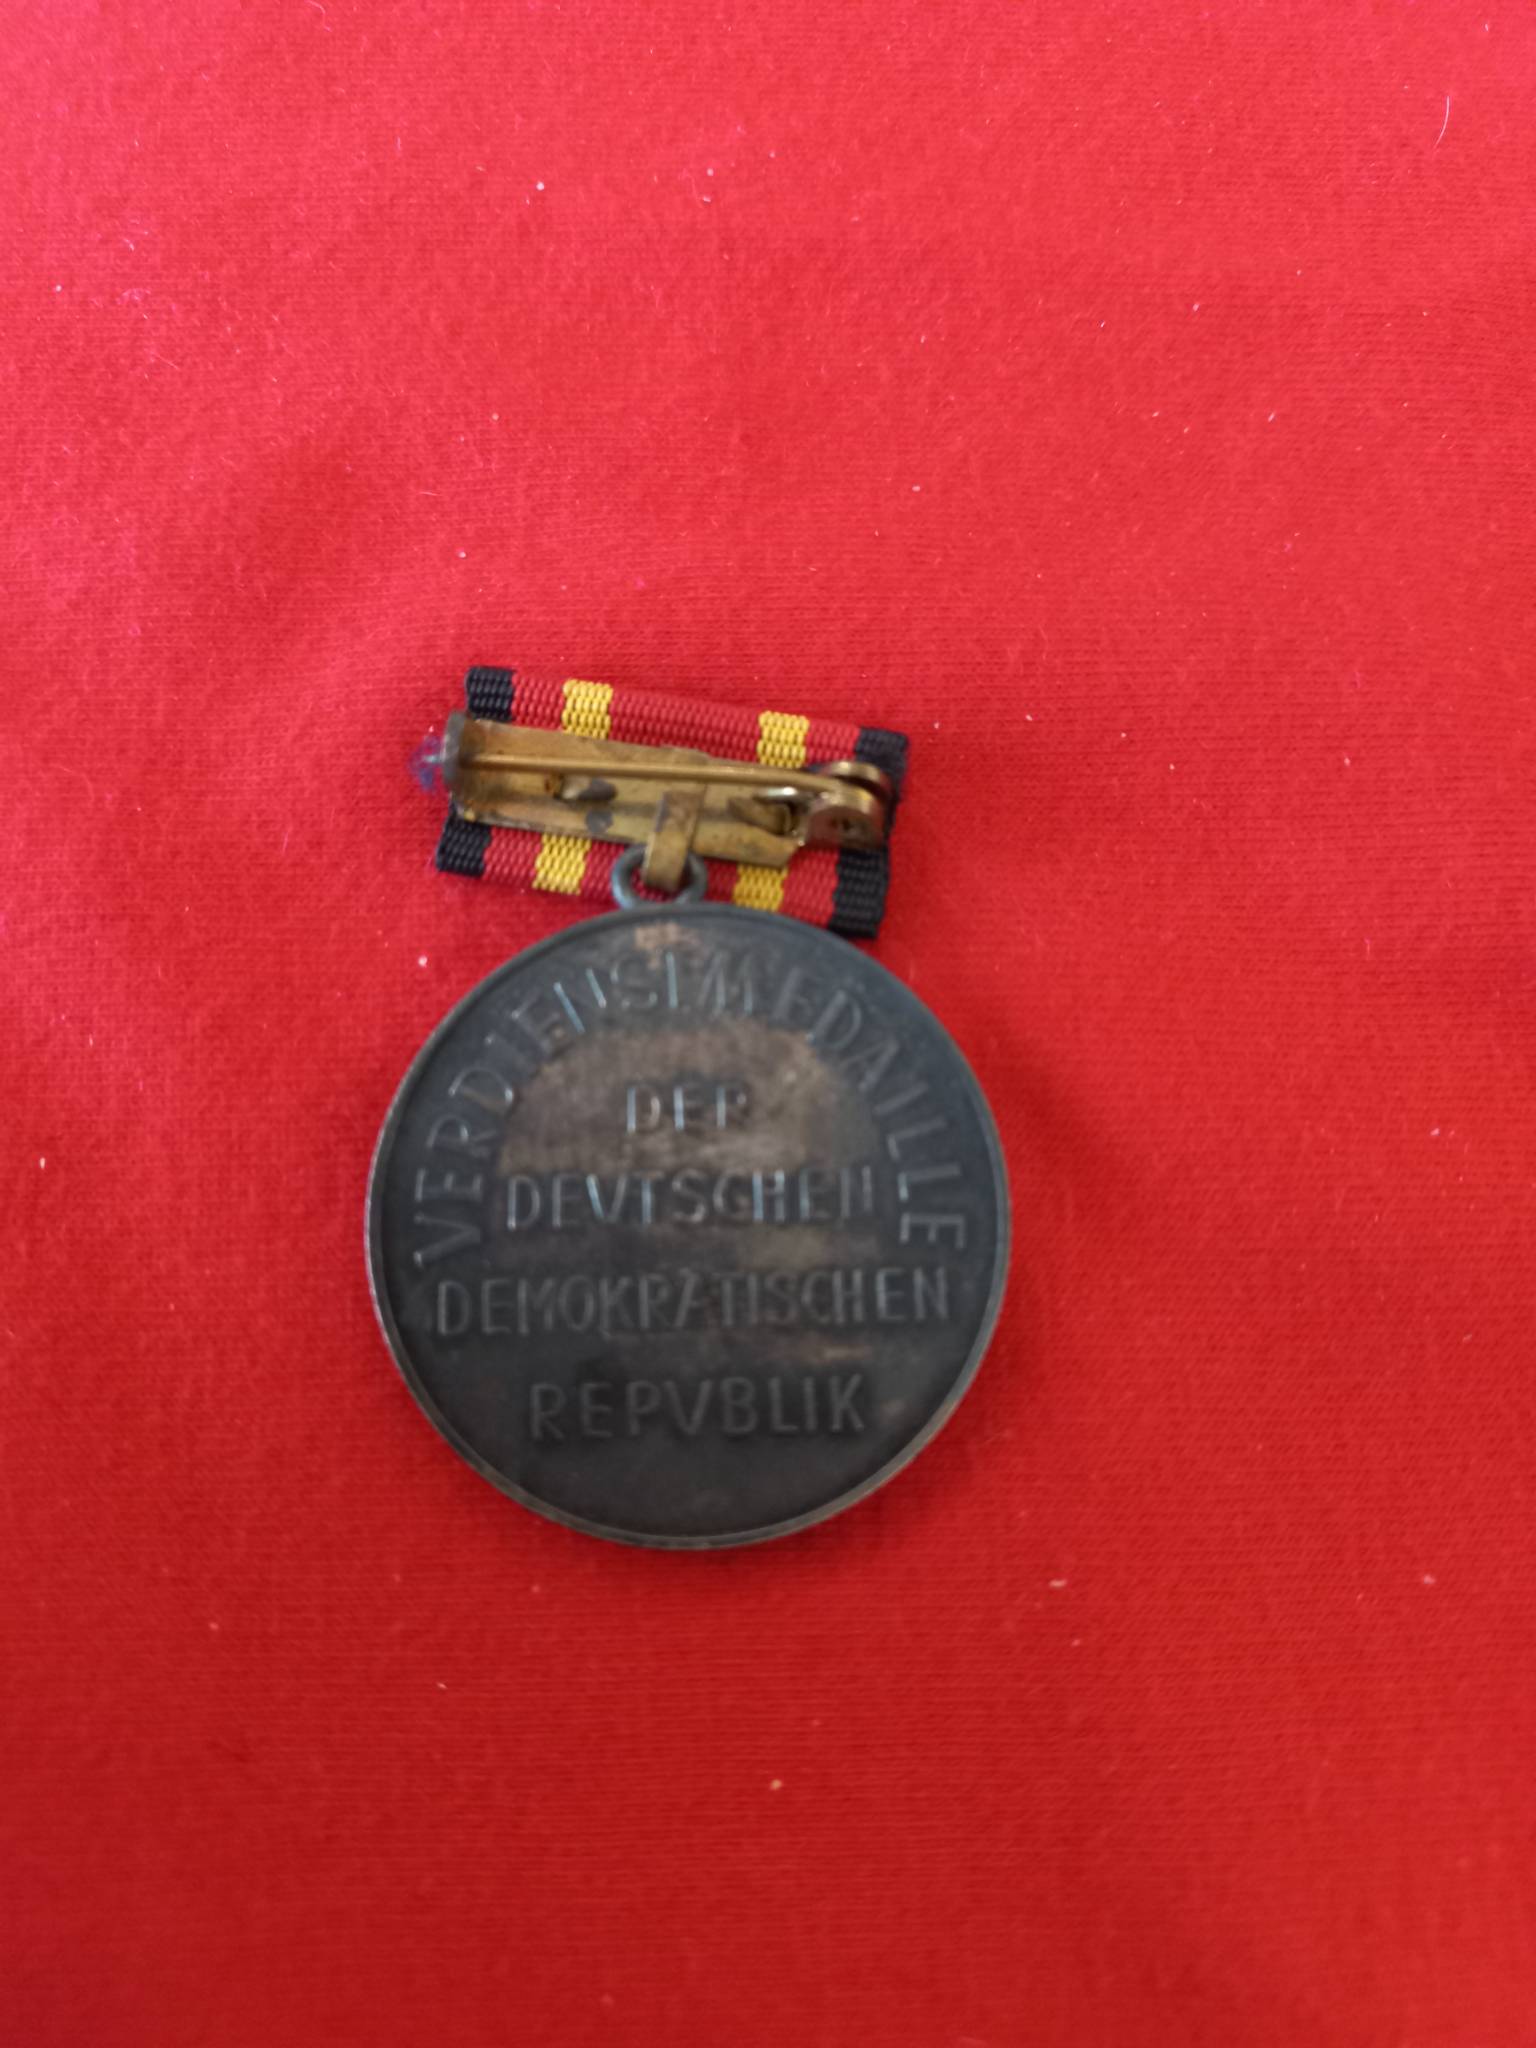 VERDIENSTMEDAILLE
DER
DEVTSCHEN
DEMOKRATISCHEN
REPVBLIK